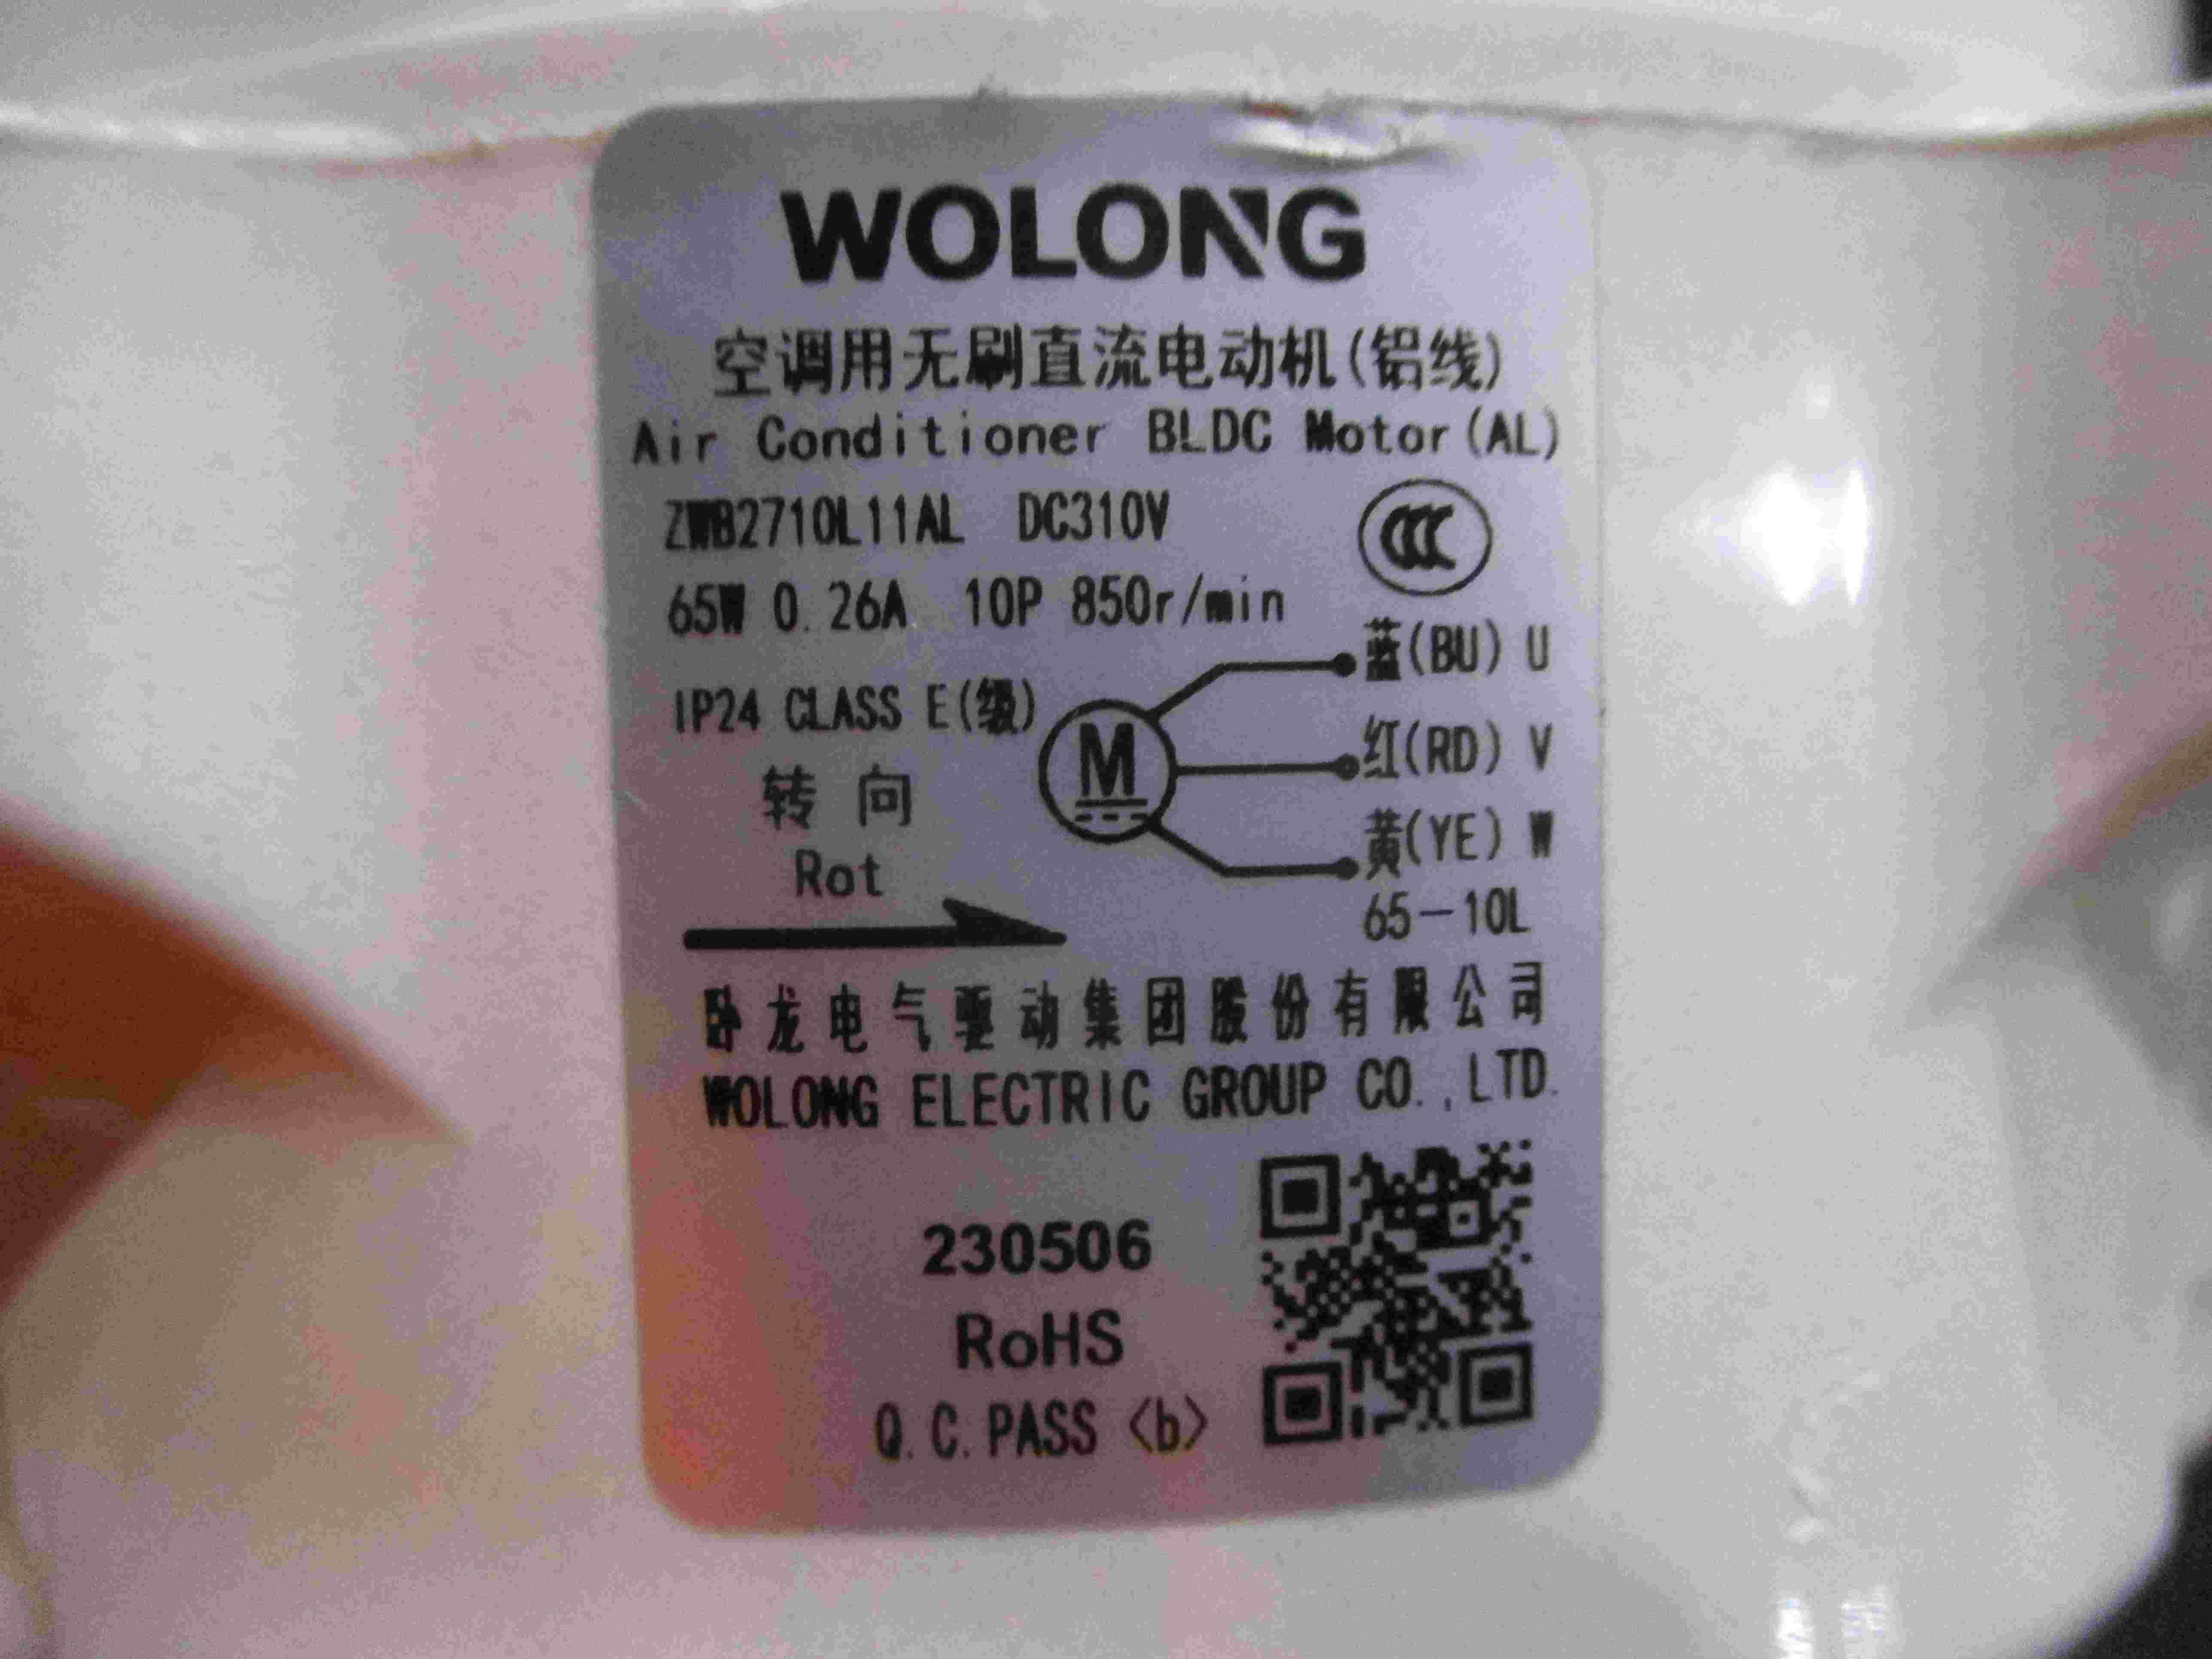 WOLONG
空调用无刷直流电动机(铝线)
Air Conditioner BLDC Motor(AL)
ZWB2710L11AL DC310V
CCC
65W 0.26A 10P 850r/min
蓝(BU) U
IP24 CLASS E(级)
M
红(RD) V
转向
黄(YE) W
Rot
65-10L
卧龙电气驱动集团股份有限公司
WOLONG ELECTRIC GROUP CO.,LTD.
230506
RoHS
Q.C.PASS <b>